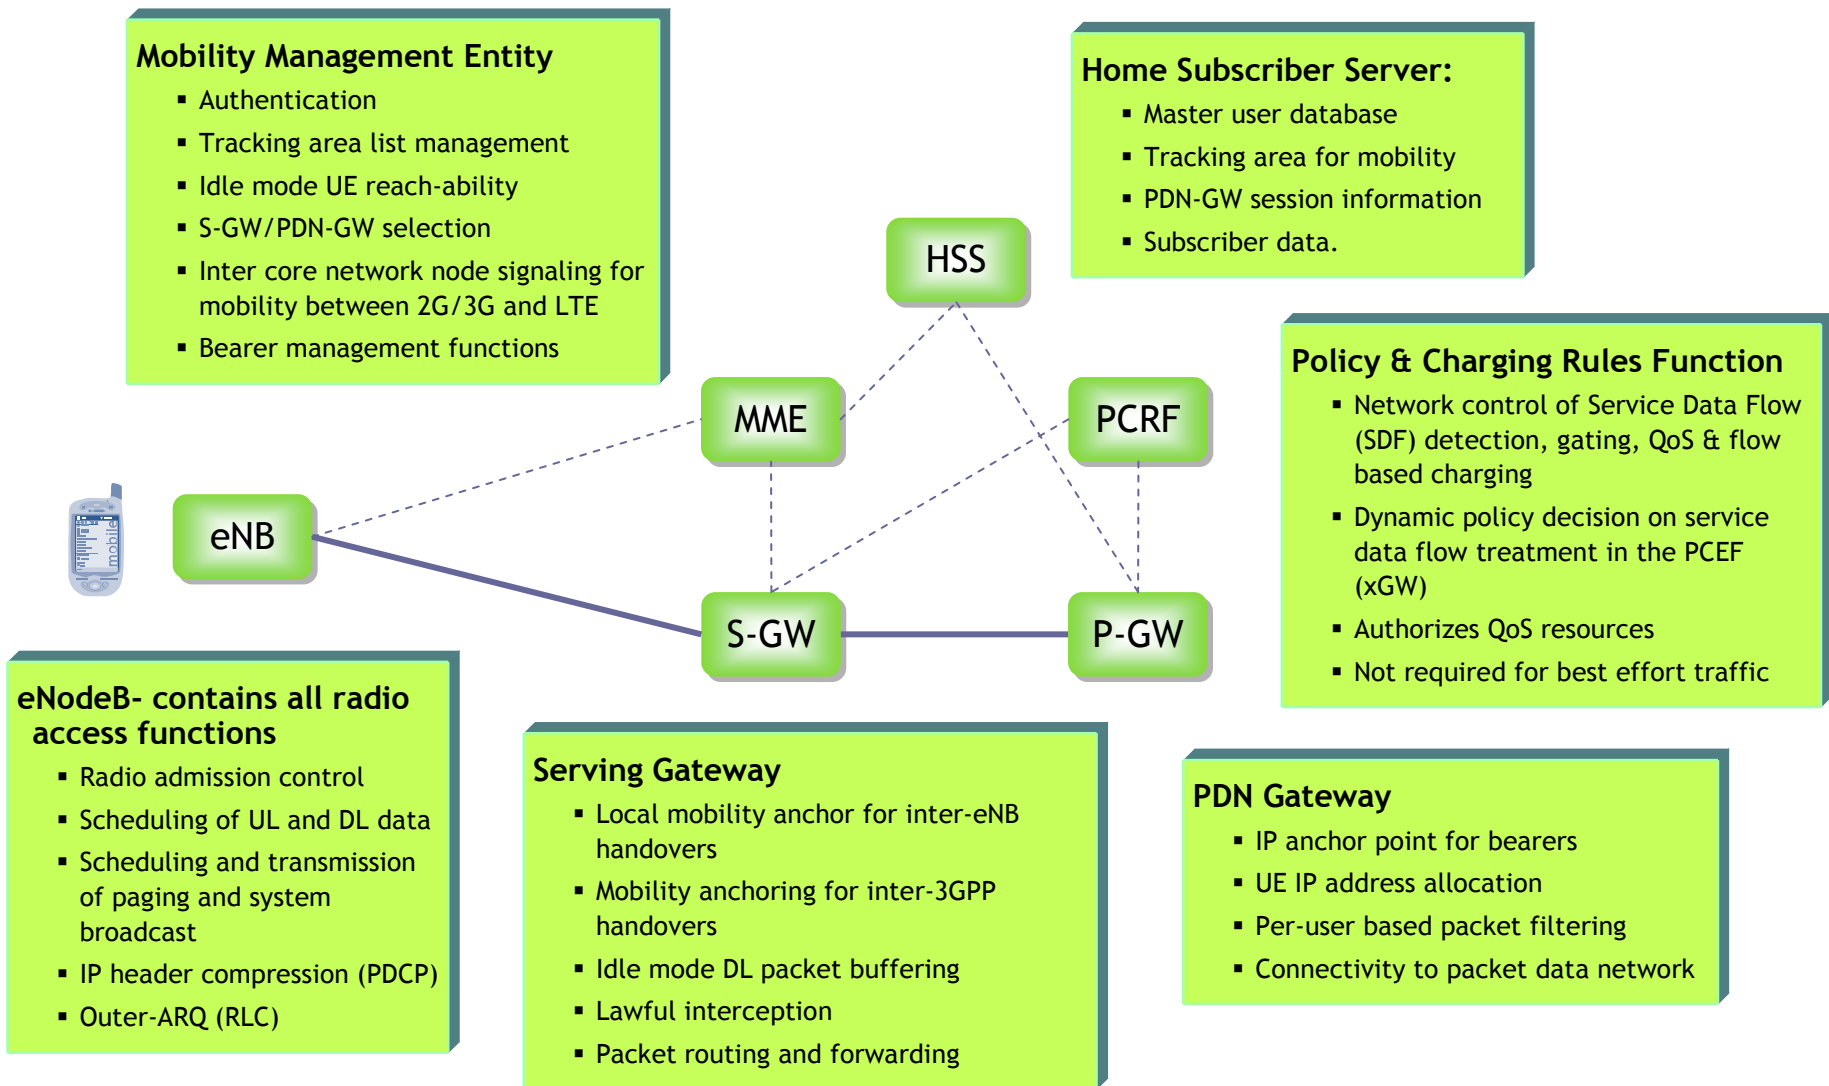 Mobility Management Entity
▪ Authentication
▪ Tracking area list management
▪ Idle mode UE reach-ability
▪ S-GW/PDN-GW selection
▪ Inter core network node signaling for
mobility between 2G/3G and LTE
▪ Bearer management functions
Home Subscriber Server:
▪ Master user database
▪ Tracking area for mobility
▪ PDN-GW session information
▪ Subscriber data.
HSS
Policy & Charging Rules Function
▪ Network control of Service Data Flow
(SDF) detection, gating, QoS & flow
based charging
▪ Dynamic policy decision on service
data flow treatment in the PCEF
(xGW)
▪ Authorizes QoS resources
▪ Not required for best effort traffic
MME
PCRF
mobile
eNB
S-GW
P-GW
eNodeB- contains all radio
access functions
▪ Radio admission control
▪ Scheduling of UL and DL data
▪ Scheduling and transmission
of paging and system
broadcast
▪ IP header compression (PDCP)
▪ Outer-ARQ (RLC)
Serving Gateway
▪ Local mobility anchor for inter-eNB
handovers
▪ Mobility anchoring for inter-3GPP
handovers
▪ Idle mode DL packet buffering
▪ Lawful interception
▪ Packet routing and forwarding
PDN Gateway
▪ IP anchor point for bearers
▪ UE IP address allocation
▪ Per-user based packet filtering
▪ Connectivity to packet data network